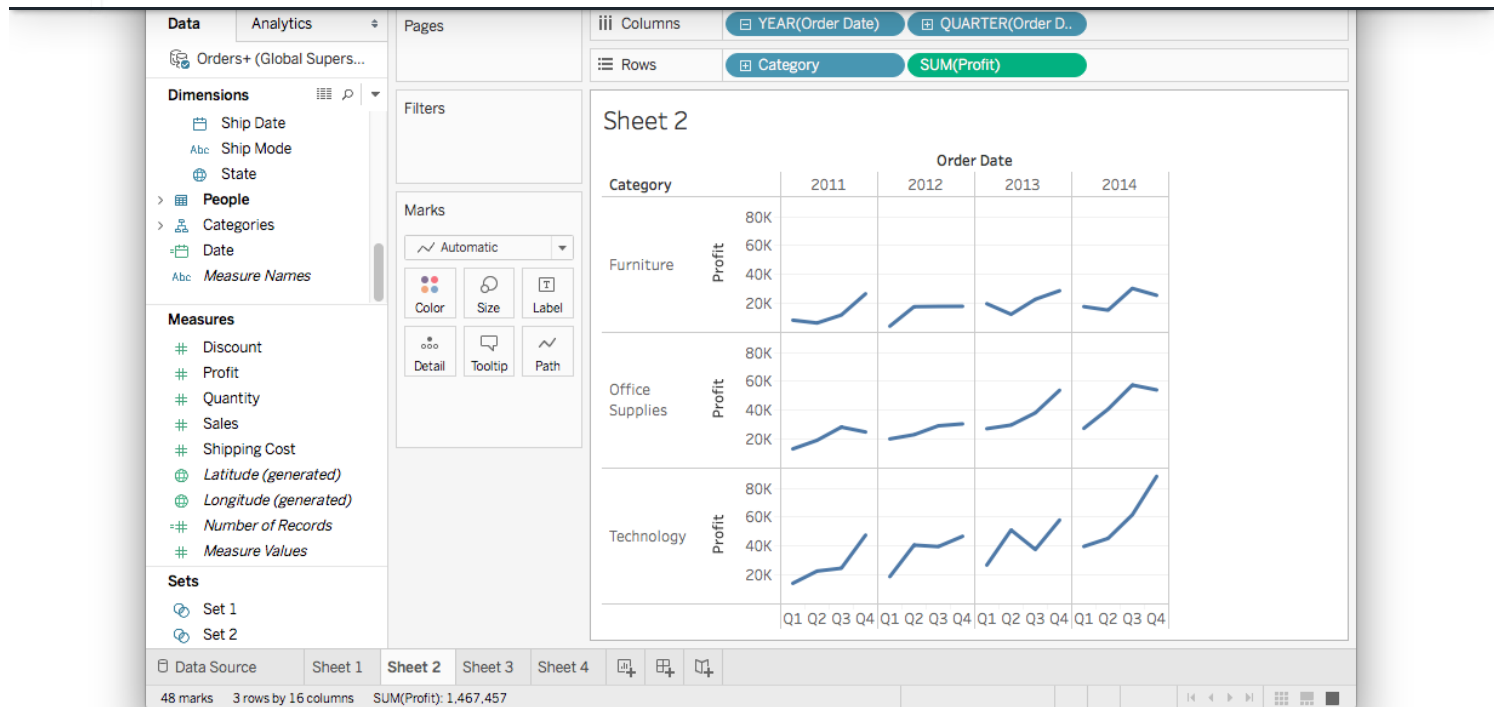 Data Analytics
Orders+ (Global Supers...
Dimensions
Ship Date
Abc Ship Mode
State
People
Categories
Date
Abc Measure Names
Measures
Discount
Profit
Quantity
Sales
Shipping Cost
Latitude (generated)
Longitude (generated)
Number of Records
Measure Values
Sets
Set 1
Set 2
Pages
Filters
Marks
Automatic
Color Size Label
Detail Tooltip Path
Columns YEAR(Order Date) QUARTER(Order D..
Rows Category SUM(Profit)
Sheet 2
Order Date
Category 2011 2012 2013 2014
Furniture
Profit
80K
60K
40K
20K
Office
Supplies
Profit
80K
60K
40K
20K
Technology
Profit
80K
60K
40K
20K
Q1 Q2 Q3 Q4 Q1 Q2 Q3 Q4 Q1 Q2 Q3 Q4 Q1 Q2 Q3 Q4
Data Source Sheet 1 Sheet 2 Sheet 3 Sheet 4
48 marks 3 rows by 16 columns SUM(Profit): 1,467,457